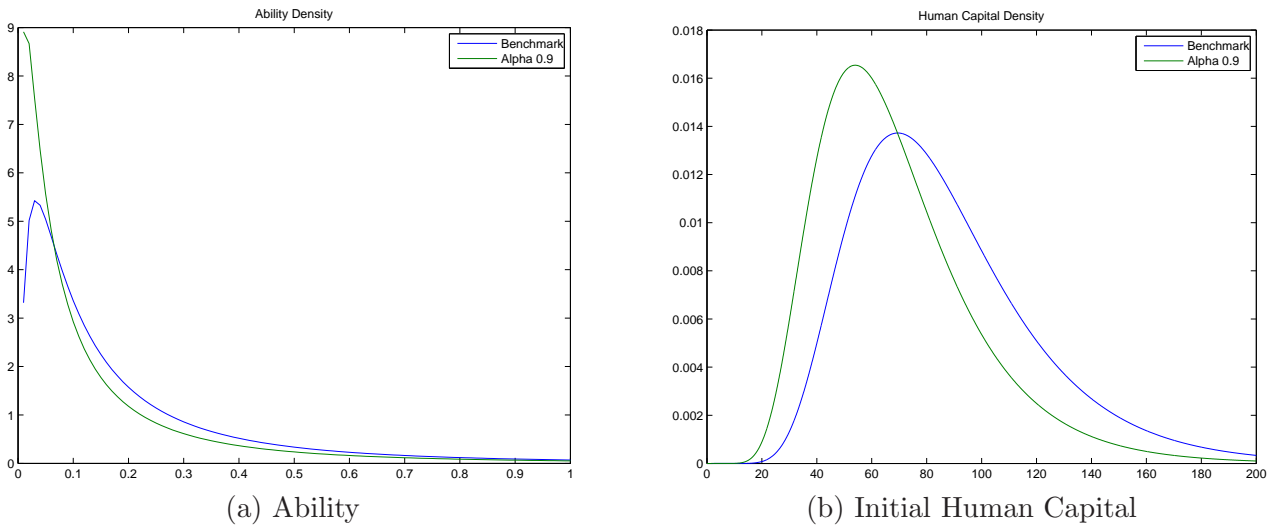 Ability Density
9
8
7
6
5
4
3
2
1
0
0 0.1 0.2 0.3 0.4 0.5 0.6 0.7 0.8 0.9 1
Benchmark
Alpha 0.9
(a) Ability
Human Capital Density
0.018
0.016
0.014
0.012
0.01
0.008
0.006
0.004
0.002
0
0 20 40 60 80 100 120 140 160 180 200
Benchmark
Alpha 0.9
(b) Initial Human Capital